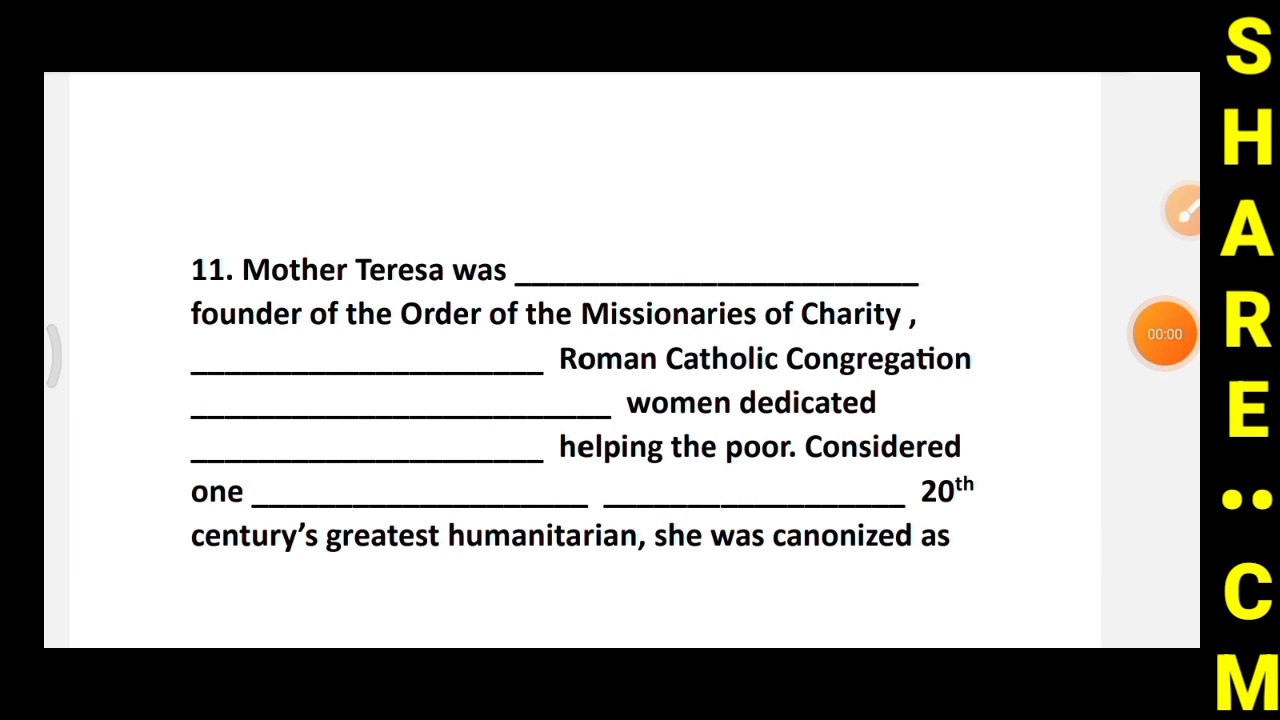 11. Mother Teresa was ________________________
founder of the Order of the Missionaries of Charity ,
_____________________ Roman Catholic Congregation
_________________________ women dedicated
_____________________ helping the poor. Considered
one ____________________ __________________ 20th
century’s greatest humanitarian, she was canonized as
00:00
SHARE..CM